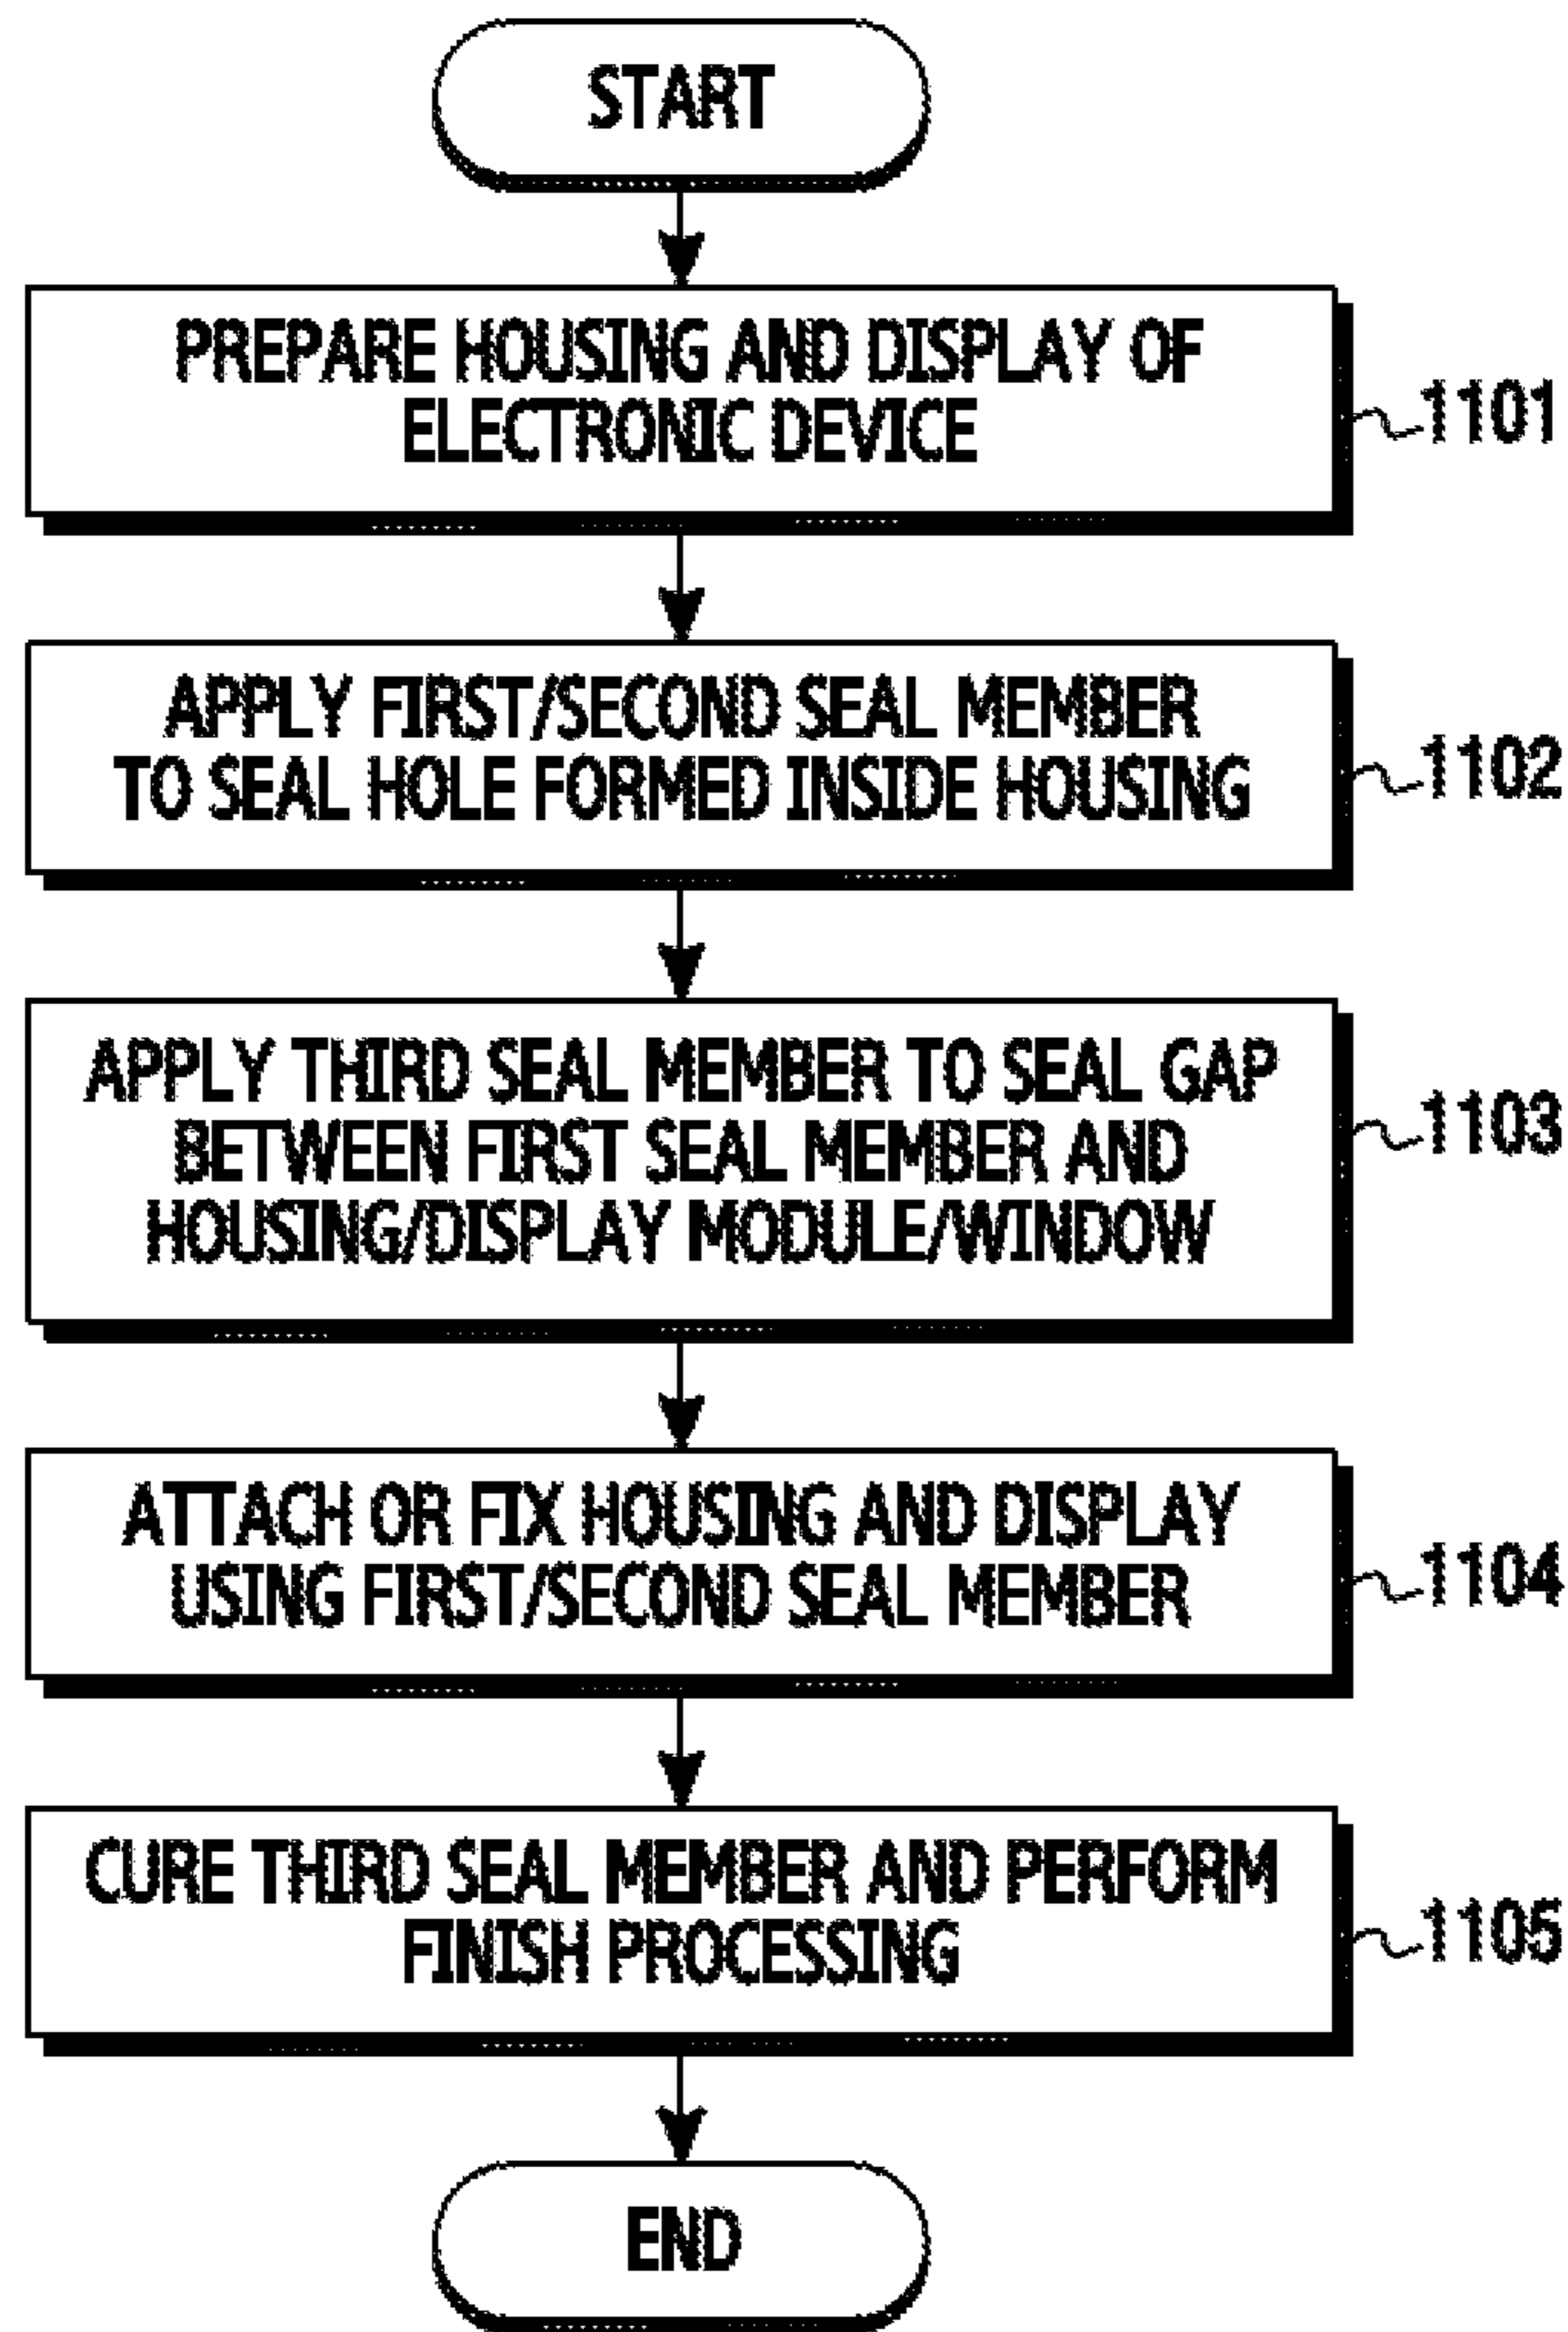 START
PREPARE HOUSING AND DISPLAY OF
ELECTRONIC DEVICE
1101
APPLY FIRST/SECOND SEAL MEMBER
TO SEAL HOLE FORMED INSIDE HOUSING
1102
APPLY THIRD SEAL MEMBER TO SEAL GAP
BETWEEN FIRST SEAL MEMBER AND
HOUSING/DISPLAY MODULE/WINDOW
1103
ATTACH OR FIX HOUSING AND DISPLAY
USING FIRST/SECOND SEAL MEMBER
1104
CURE THIRD SEAL MEMBER AND PERFORM
FINISH PROCESSING
1105
END